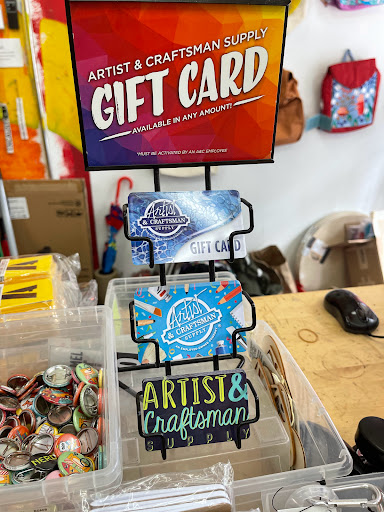 ARTIST & CRAFTSMAN SUPPLY
GIFT CARD
AVAILABLE IN ANY AMOUNT!
*MUST BE ACTIVATED BY AN A&C EMPLOYEE
Artist
& CRAFTSMAN
SUPPLY
GIFT CARD
Artist
& CRAFTSMAN
SUPPLY
ARTIST &
Craftsman
SUPPLY